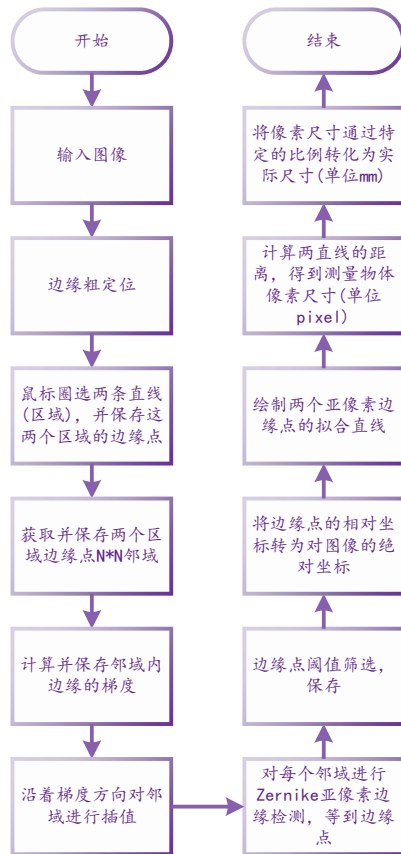 开始
输入图像
边缘粗定位
鼠标圈选两条直线
(区域), 并保存这
两个区域的边缘点
获取并保存两个区
域边缘点N*N邻域
计算并保存邻域内
边缘的梯度
沿着梯度方向对邻
域进行插值
对每个邻域进行
Zernike亚像素边
缘检测, 等到边缘
点
边缘点阈值筛选,
保存
将边缘点的相对坐
标转为对图像的绝
对坐标
绘制两个亚像素边
缘点的拟合直线
计算两直线的距
离, 得到测量物体
像素尺寸(单位
pixel)
将像素尺寸通过特
定的比例转化为实
际尺寸(单位mm)
结束